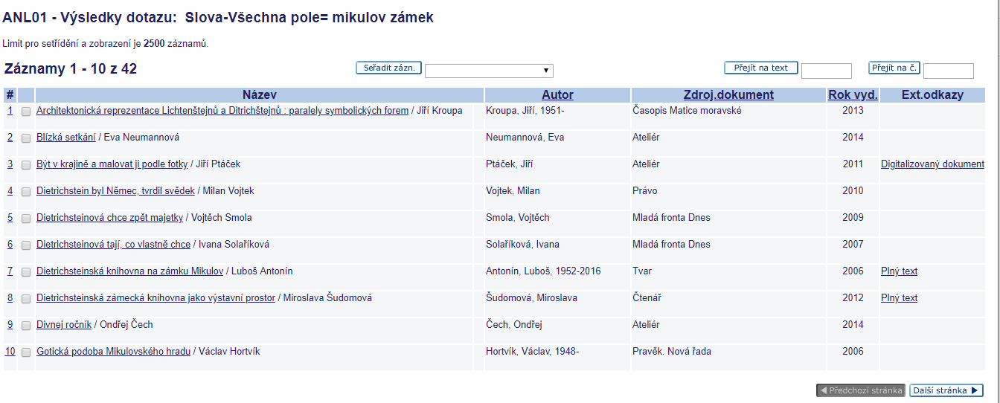 ANL01 - Výsledky dotazu: Slova-Všechna pole= mikulov zámek
Limit pro setřídění a zobrazení je 2500 záznamů.
Záznamy 1 - 10 z 42 Seřadit zázn. Přejít na text Přejít na č.
# Název Autor Zdroj.dokument Rok vyd. Ext.odkazy
1 Architektonická reprezentace Lichtenštejnů a Ditrichštejnů : paralely symbolických forem / Jiří Kroupa Kroupa, Jiří, 1951- Časopis Matice moravské 2013
2 Blízká setkání / Eva Neumannová Neumannová, Eva Ateliér 2014
3 Být v krajině a malovat ji podle fotky / Jiří Ptáček Ptáček, Jiří Ateliér 2011 Digitalizovaný dokument
4 Dietrichstein byl Němec, tvrdil svědek / Milan Vojtek Vojtek, Milan Právo 2010
5 Dietrichsteinová chce zpět majetky / Vojtěch Smola Smola, Vojtěch Mladá fronta Dnes 2009
6 Dietrichsteinová tají, co vlastně chce / Ivana Solaříková Solaříková, Ivana Mladá fronta Dnes 2007
7 Dietrichsteinská knihovna na zámku Mikulov / Luboš Antonín Antonín, Luboš, 1952-2016 Tvar 2006 Plný text
8 Dietrichsteinská zámecká knihovna jako výstavní prostor / Miroslava Šudomová Šudomová, Miroslava Čtenář 2012 Plný text
9 Divnej ročník / Ondřej Čech Čech, Ondřej Ateliér 2014
10 Gotická podoba Mikulovského hradu / Václav Hortvík Hortvík, Václav, 1948- Pravěk. Nová řada 2006
Předchozí stránka Další stránka